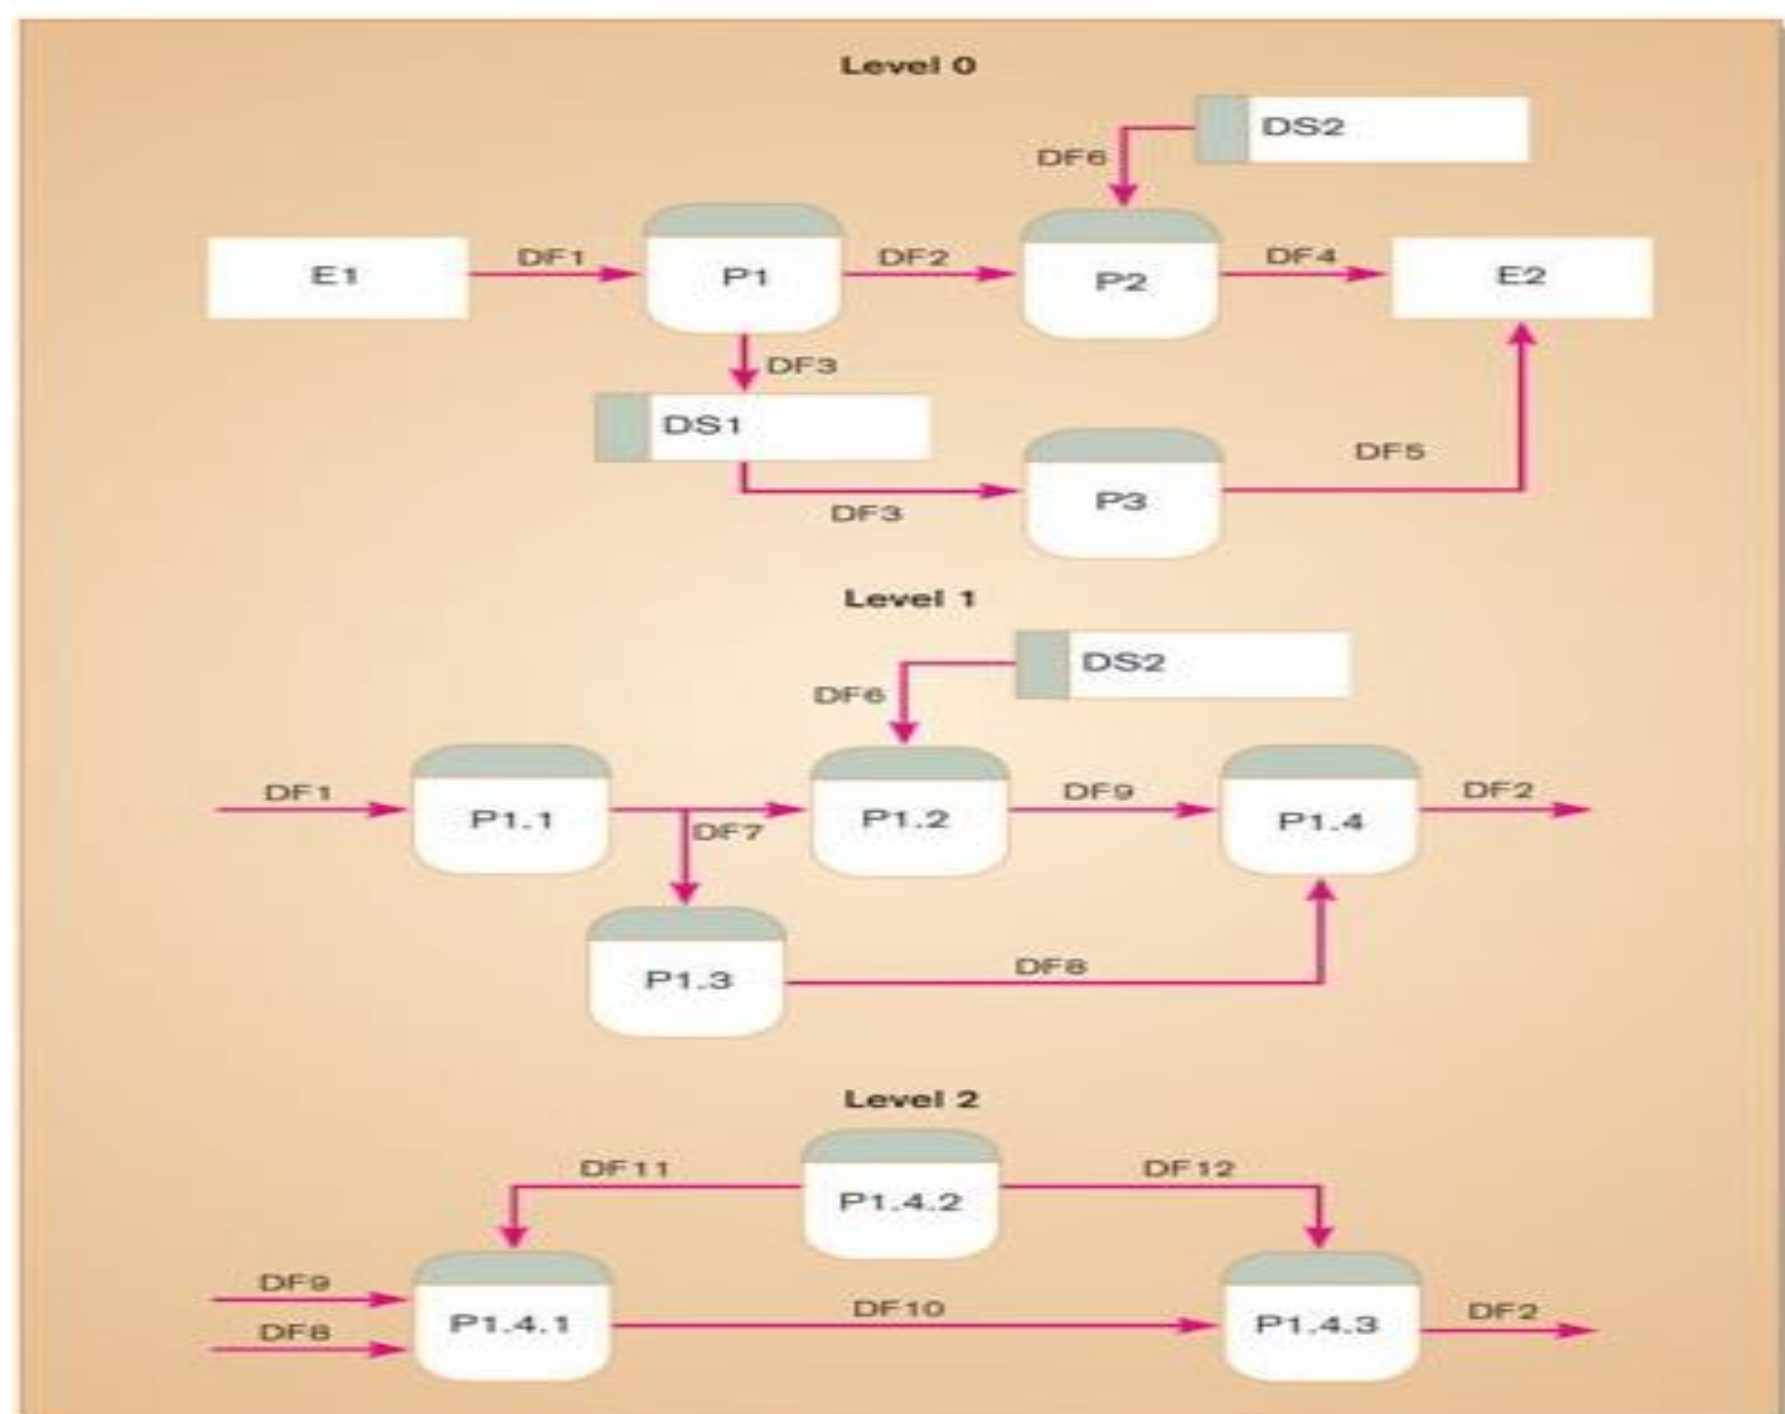 Level 0
DS2
DF6
E1
DF1
P1
DF2
P2
DF4
E2
DF3
DS1
DF3
P3
DF5
Level 1
DS2
DF6
DF1
P1.1
DF7
P1.2
DF9
P1.4
DF2
P1.3
DF8
Level 2
DF11
P1.4.2
DF12
DF9
DF8
P1.4.1
DF10
P1.4.3
DF2